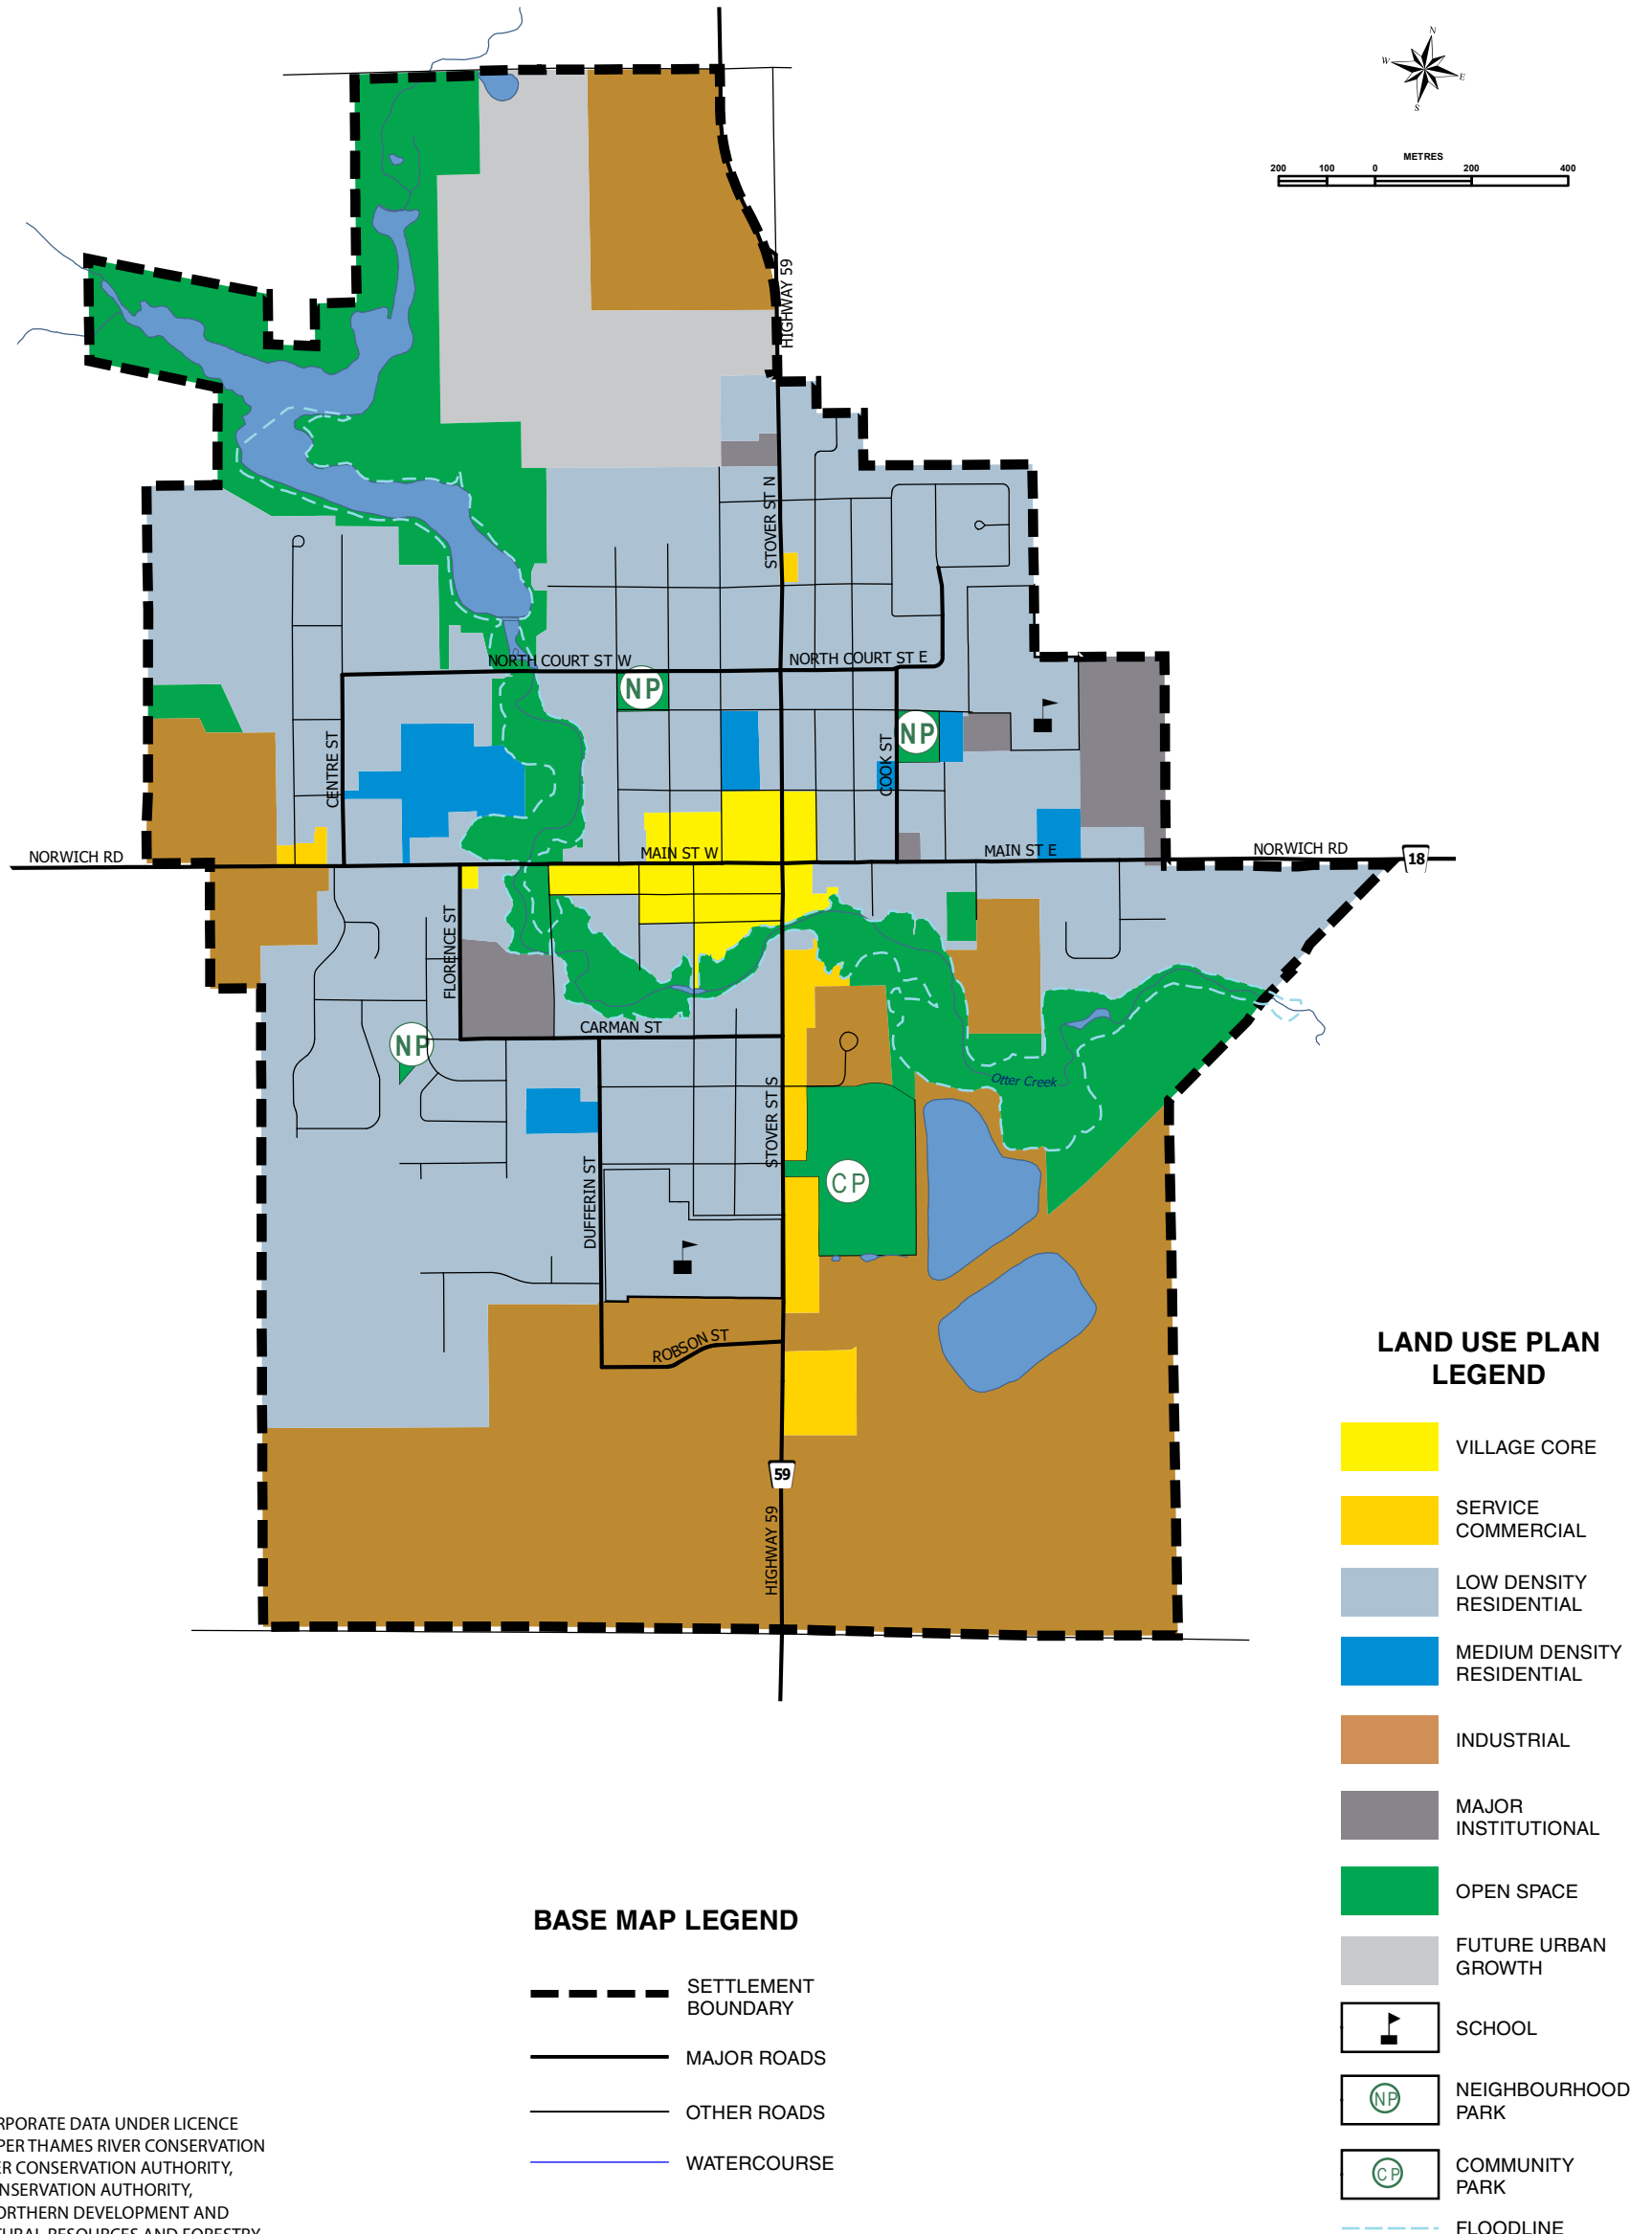 N
W
E
S
METRES
200 100 0 200 400
HIGHWAY 59
STOVER ST N
NORTH COURT ST W
NORTH COURT ST E
NP
NP
CENTRE ST
COOK ST
NORWICH RD
MAIN ST W
MAIN ST E
NORWICH RD
18
FLORENCE ST
CARMAN ST
NP
Otter Creek
STOVER ST S
CP
DUFFERIN ST
ROBSON ST
59
HIGHWAY 59
LAND USE PLAN
LEGEND
VILLAGE CORE
SERVICE
COMMERCIAL
LOW DENSITY
RESIDENTIAL
MEDIUM DENSITY
RESIDENTIAL
INDUSTRIAL
MAJOR
INSTITUTIONAL
OPEN SPACE
FUTURE URBAN
GROWTH
SCHOOL
NP
NEIGHBOURHOOD
PARK
CP
COMMUNITY
PARK
FLOODLINE
BASE MAP LEGEND
SETTLEMENT
BOUNDARY
MAJOR ROADS
OTHER ROADS
WATERCOURSE
RPORATE DATA UNDER LICENCE
PER THAMES RIVER CONSERVATION
ER CONSERVATION AUTHORITY,
NSERVATION AUTHORITY,
ORTHERN DEVELOPMENT AND
TURAL RESOURCES AND FORESTRY